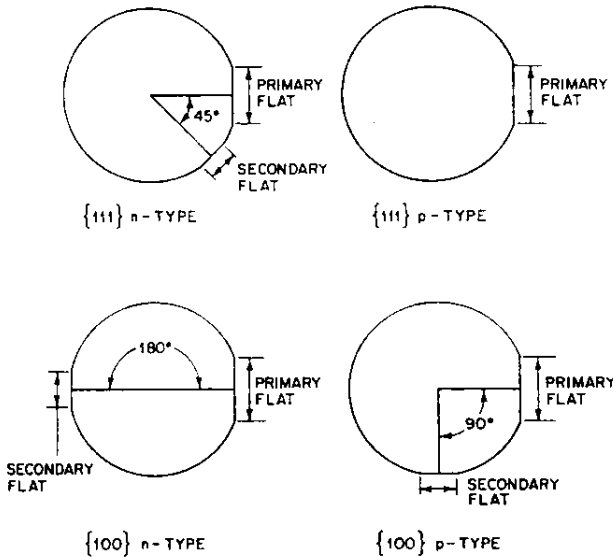 PRIMARY
FLAT
45°
SECONDARY
FLAT
{111} n-TYPE
PRIMARY
FLAT
{111} p-TYPE
180°
PRIMARY
FLAT
SECONDARY
FLAT
{100} n-TYPE
PRIMARY
FLAT
90°
SECONDARY
FLAT
{100} p-TYPE